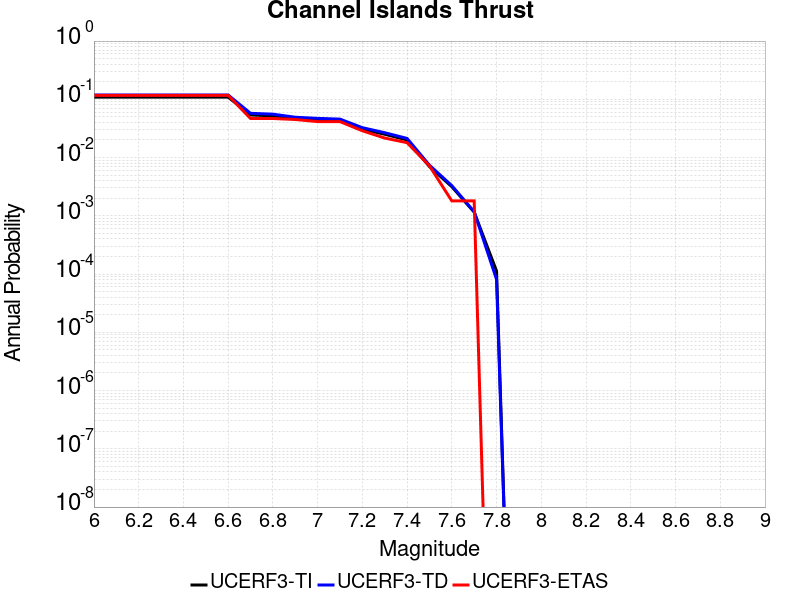 Channel Islands Thrust
10^0
10^-1
10^-2
10^-3
10^-4
10^-5
10^-6
10^-7
10^-8
Annual Probability
6 6.2 6.4 6.6 6.8 7 7.2 7.4 7.6 7.8 8 8.2 8.4 8.6 8.8 9
Magnitude
UCERF3-TI UCERF3-TD UCERF3-ETAS